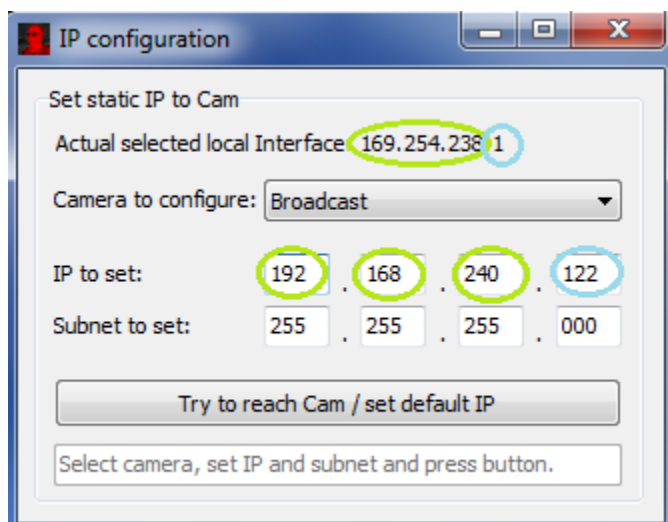 IP configuration
Set static IP to Cam
Actual selected local Interface 169.254.238 1
Camera to configure: Broadcast
IP to set: 192 . 168 . 240 . 122
Subnet to set: 255 . 255 . 255 . 000
Try to reach Cam / set default IP
Select camera, set IP and subnet and press button.